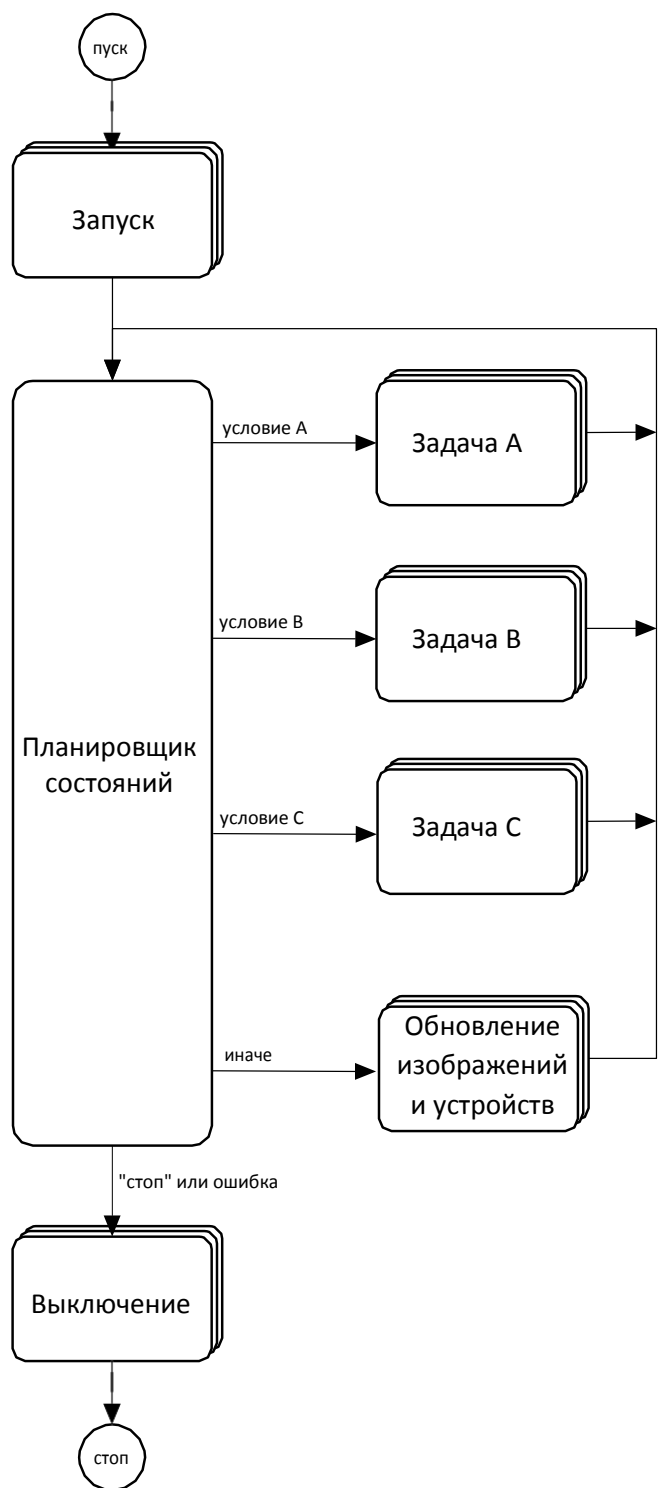 пуск
Запуск
условие A
Задача A
условие B
Задача B
Планировщик
состояний
условие C
Задача C
иначе
Обновление
изображений
и устройств
"стоп" или ошибка
Выключение
стоп